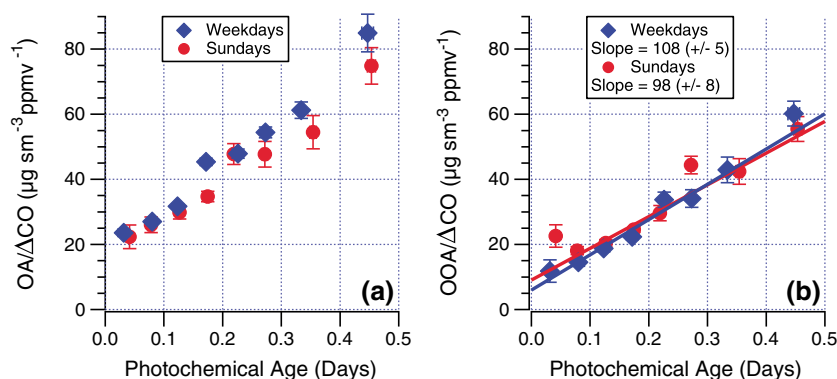 OA/ΔCO (µg sm⁻³ ppmv⁻¹)
80
60
40
20
0
Weekdays
Sundays
(a)
0.0 0.1 0.2 0.3 0.4 0.5
Photochemical Age (Days)
OOA/ΔCO (µg sm⁻³ ppmv⁻¹)
80
60
40
20
0
Weekdays
Slope = 108 (+/- 5)
Sundays
Slope = 98 (+/- 8)
(b)
0.0 0.1 0.2 0.3 0.4 0.5
Photochemical Age (Days)